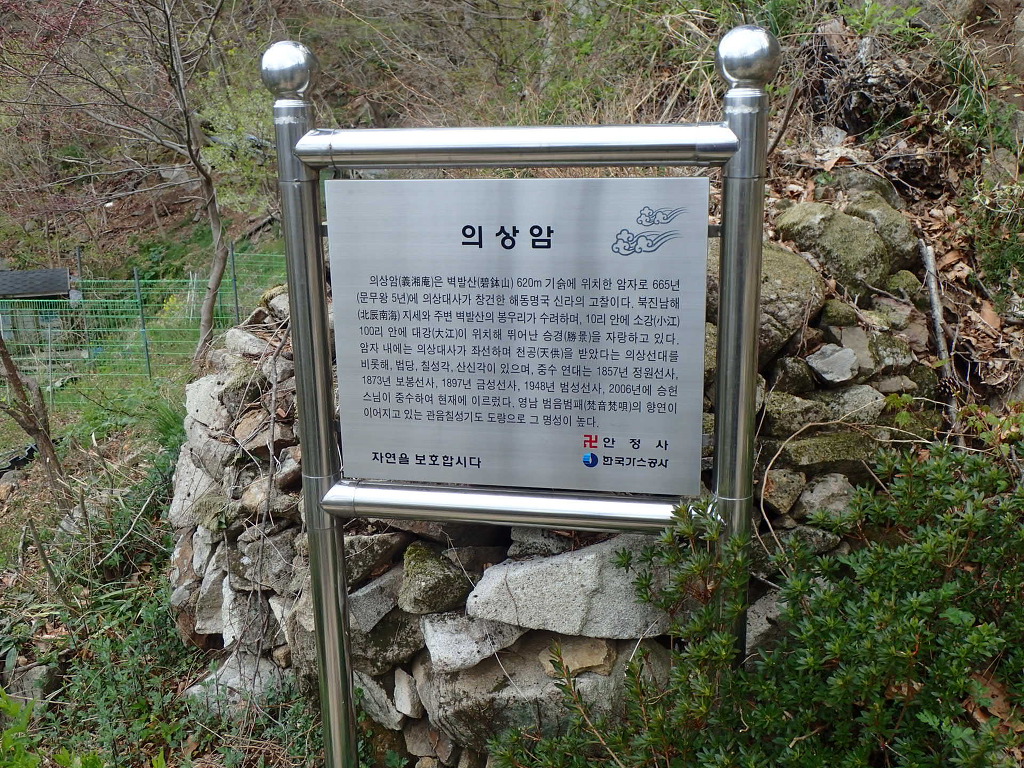 의상암
의상암(義湘庵)은 벽발산(碧鉢山) 620m 기슭에 위치한 암자로 665년
(문무왕 5년)에 의상대사가 창건한 해동명국 신라의 고찰이다. 북진남해
(北辰南海) 지세와 주변 벽발산의 봉우리가 수려하며, 10리 안에 소강(小江)
100리 안에 대강(大江)이 위치해 뛰어난 승경(勝景)을 자랑하고 있다.
암자 내에는 의상대사가 좌선하며 천공(天供)을 받았다는 의상선대를
비롯해, 법당, 칠성각, 산신각이 있으며, 중수 연대는 1857년 정원선사,
1873년 보봉선사, 1897년 금성선사, 1948년 범성선사, 2006년에 승헌
스님이 중수하여 현재에 이르렀다. 영남 범음범패(梵音梵唄)의 향연이
이어지고 있는 관음칠성기도 도량으로 그 명성이 높다.
卍 안 정 사
자연을 보호합시다
한국가스공사